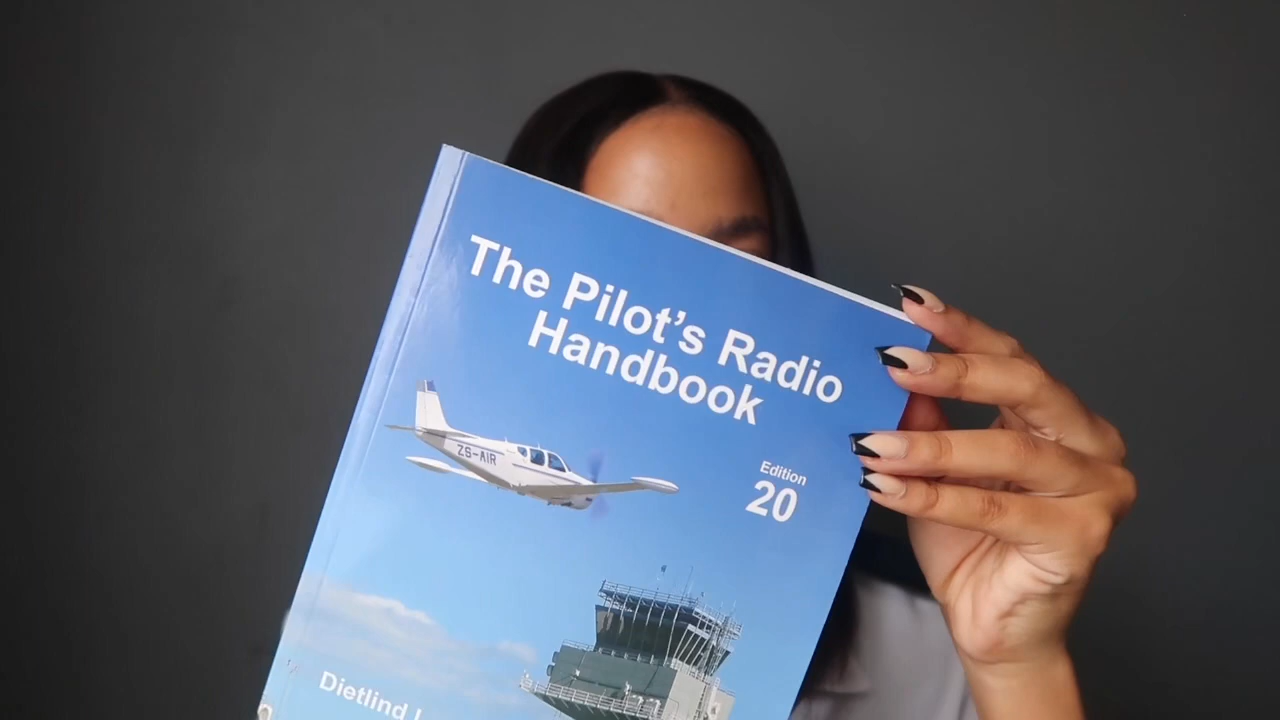 The Pilot's Radio
Handbook
Edition
20
ZS-AIR
Dietlind